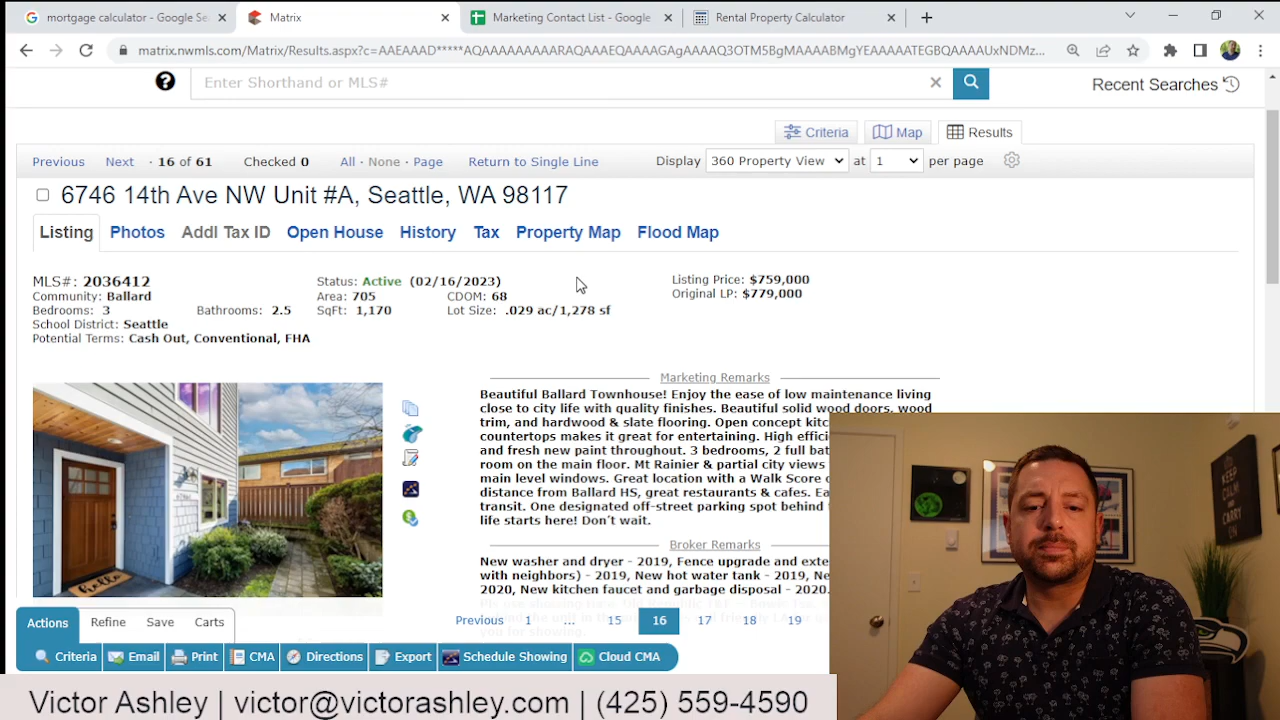 mortgage calculator - Google Se
Matrix
Marketing Contact List - Google
Rental Property Calculator
matrix.nwmls.com/Matrix/Results.aspx?c=AAEAAAD*****AQAAAAAAAAARAQAAAEQAAAAGAgAAAAQ3OTM5BgMAAAABMgYEAAAAATEGBQAAAAUxNDMz...
Enter Shorthand or MLS#
Recent Searches
Criteria Map Results
Previous Next · 16 of 61 Checked 0 All · None · Page Return to Single Line Display 360 Property View at 1 per page
6746 14th Ave NW Unit #A, Seattle, WA 98117
Listing Photos Addl Tax ID Open House History Tax Property Map Flood Map
MLS#: 2036412 Status: Active (02/16/2023) Listing Price: $759,000
Community: Ballard Area: 705 CDOM: 68 Original LP: $779,000
Bedrooms: 3 Bathrooms: 2.5 SqFt: 1,170 Lot Size: .029 ac/1,278 sf
School District: Seattle
Potential Terms: Cash Out, Conventional, FHA
Marketing Remarks
Beautiful Ballard Townhouse! Enjoy the ease of low maintenance living
close to city life with quality finishes. Beautiful solid wood doors, wood
trim, and hardwood & slate flooring. Open concept kitc
countertops makes it great for entertaining. High effici
and fresh new paint throughout. 3 bedrooms, 2 full bat
room on the main floor. Mt Rainier & partial city views
main level windows. Great location with a Walk Score o
distance from Ballard HS, great restaurants & cafes. Ea
transit. One designated off-street parking spot behind
life starts here! Don't wait.
Broker Remarks
New washer and dryer - 2019, Fence upgrade and exte
with neighbors) - 2019, New hot water tank - 2019, Ne
2020, New kitchen faucet and garbage disposal - 2020.
you for showing.
hello
KEEP
CALM
AND
CARRY
ON
Actions Refine Save Carts
Previous 1 ... 15 16 17 18 19
Criteria Email Print CMA Directions Export Schedule Showing Cloud CMA
Victor Ashley | victor@victorashley.com | (425) 559-4590